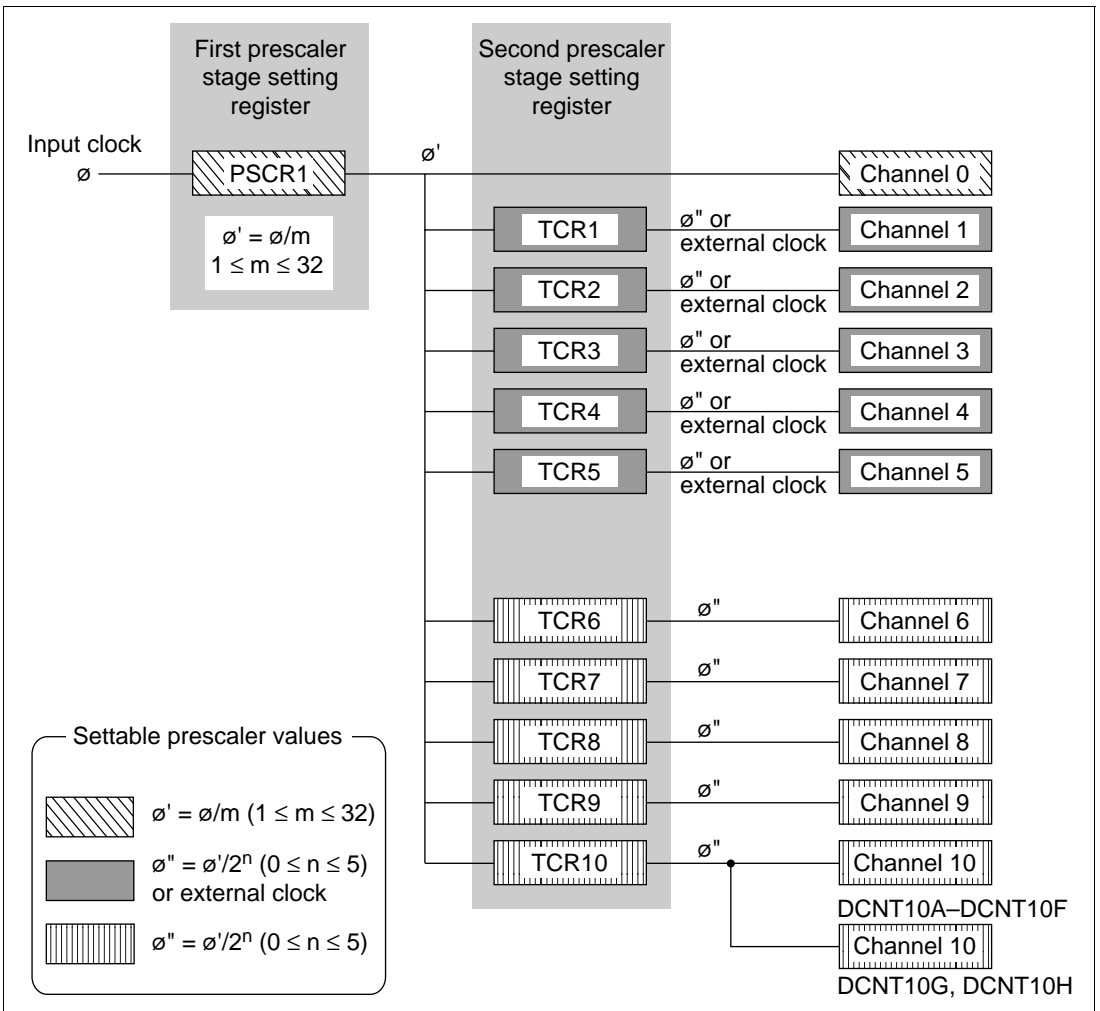 First prescaler
stage setting
register
Second prescaler
stage setting
register
Input clock
ø
PSCR1
ø'
Channel 0
ø' = ø/m
1 ≤ m ≤ 32
TCR1
ø" or
external clock
Channel 1
TCR2
ø" or
external clock
Channel 2
TCR3
ø" or
external clock
Channel 3
TCR4
ø" or
external clock
Channel 4
TCR5
ø" or
external clock
Channel 5
TCR6
ø"
Channel 6
TCR7
ø"
Channel 7
TCR8
ø"
Channel 8
TCR9
ø"
Channel 9
TCR10
ø"
Channel 10
DCNT10A–DCNT10F
Channel 10
DCNT10G, DCNT10H
Settable prescaler values
ø' = ø/m (1 ≤ m ≤ 32)
ø" = ø'/2ⁿ (0 ≤ n ≤ 5)
or external clock
ø" = ø'/2ⁿ (0 ≤ n ≤ 5)